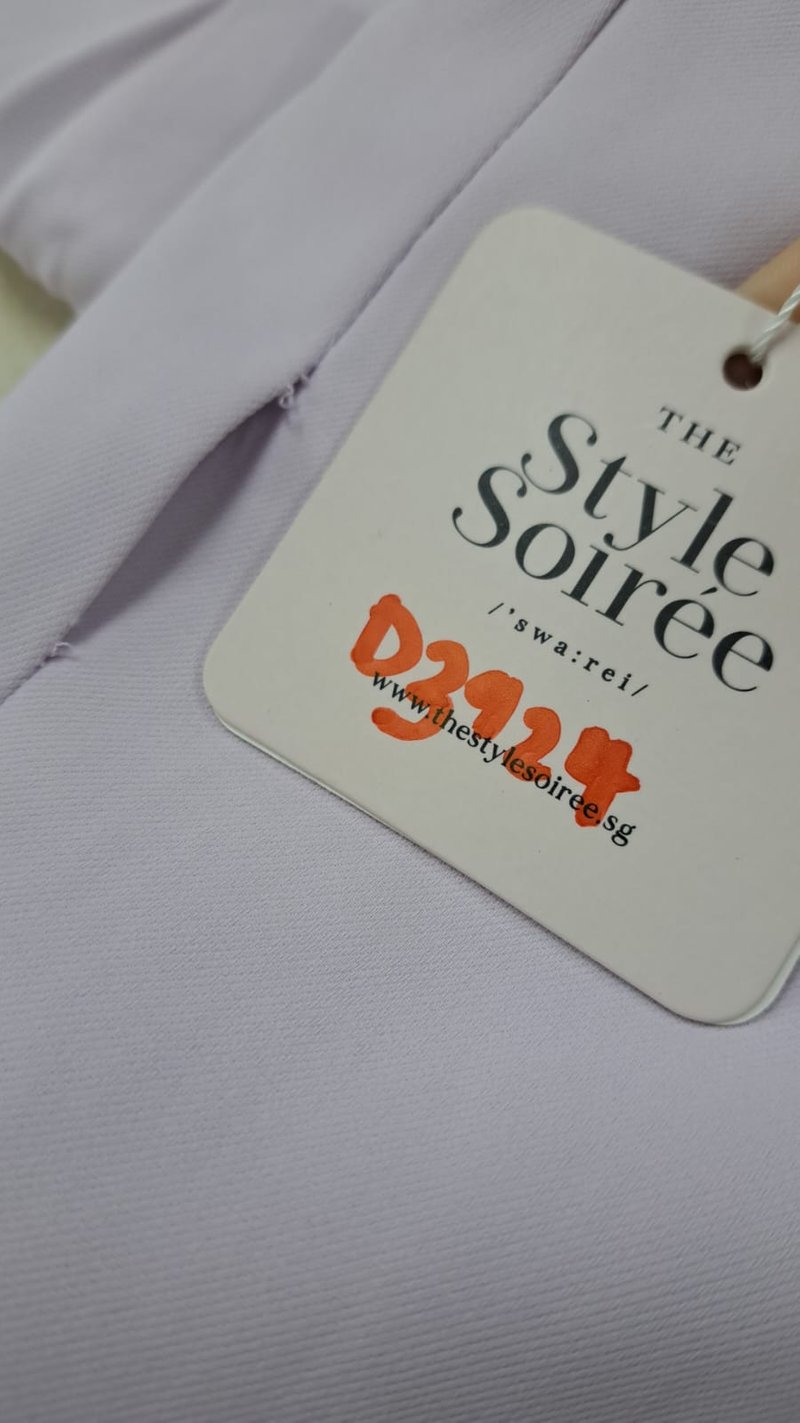 THE
Style
Soirée
/'swa:rei/
D3924
www.thestylesoiree.sg